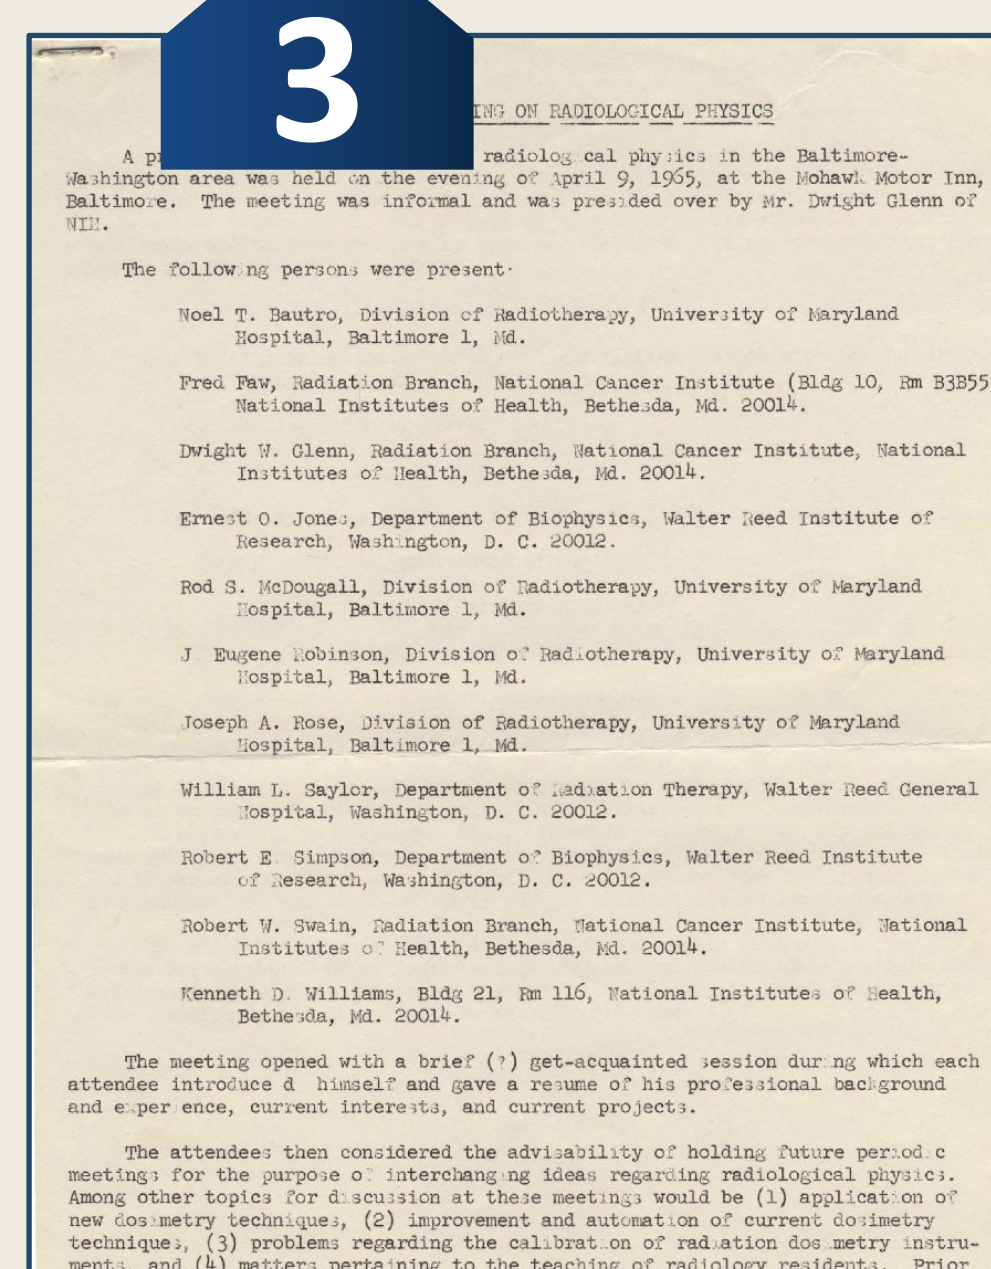 3
ING ON RADIOLOGICAL PHYSICS
A pr radiological physics in the Baltimore-
Washington area was held on the evening of April 9, 1965, at the Mohawk Motor Inn,
Baltimore. The meeting was informal and was presided over by Mr. Dwight Glenn of
NIH.
The following persons were present.
Noel T. Bautro, Division of Radiotherapy, University of Maryland
Hospital, Baltimore 1, Md.
Fred Faw, Radiation Branch, National Cancer Institute (Bldg 10, Rm B3B55
National Institutes of Health, Bethesda, Md. 20014.
Dwight W. Glenn, Radiation Branch, National Cancer Institute, National
Institutes of Health, Bethesda, Md. 20014.
Ernest O. Jones, Department of Biophysics, Walter Reed Institute of
Research, Washington, D. C. 20012.
Rod S. McDougall, Division of Radiotherapy, University of Maryland
Hospital, Baltimore 1, Md.
J. Eugene Robinson, Division of Radiotherapy, University of Maryland
Hospital, Baltimore 1, Md.
Joseph A. Rose, Division of Radiotherapy, University of Maryland
Hospital, Baltimore 1, Md.
William L. Saylor, Department of Radiation Therapy, Walter Reed General
Hospital, Washington, D. C. 20012.
Robert E. Simpson, Department of Biophysics, Walter Reed Institute
of Research, Washington, D. C. 20012.
Robert W. Swain, Radiation Branch, National Cancer Institute, National
Institutes of Health, Bethesda, Md. 20014.
Kenneth D. Williams, Bldg 21, Rm 116, National Institutes of Health,
Bethesda, Md. 20014.
The meeting opened with a brief (?) get-acquainted session during which each
attendee introduce d himself and gave a resume of his professional background
and experience, current interests, and current projects.
The attendees then considered the advisability of holding future periodic
meetings for the purpose of interchanging ideas regarding radiological physics.
Among other topics for discussion at these meetings would be (1) application of
new dosimetry techniques, (2) improvement and automation of current dosimetry
techniques, (3) problems regarding the calibration of radiation dosimetry instru-
ments, and (4) matters pertaining to the teaching of radiology residents. Prior